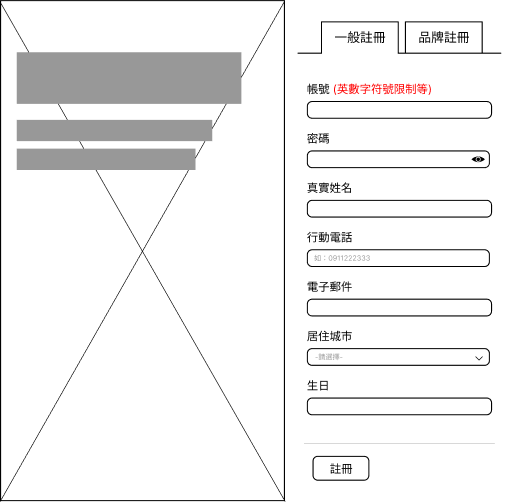 一般註冊
品牌註冊
帳號 (英數字符號限制等)
密碼
真實姓名
行動電話
如：0911222333
電子郵件
居住城市
-請選擇-
生日
註冊